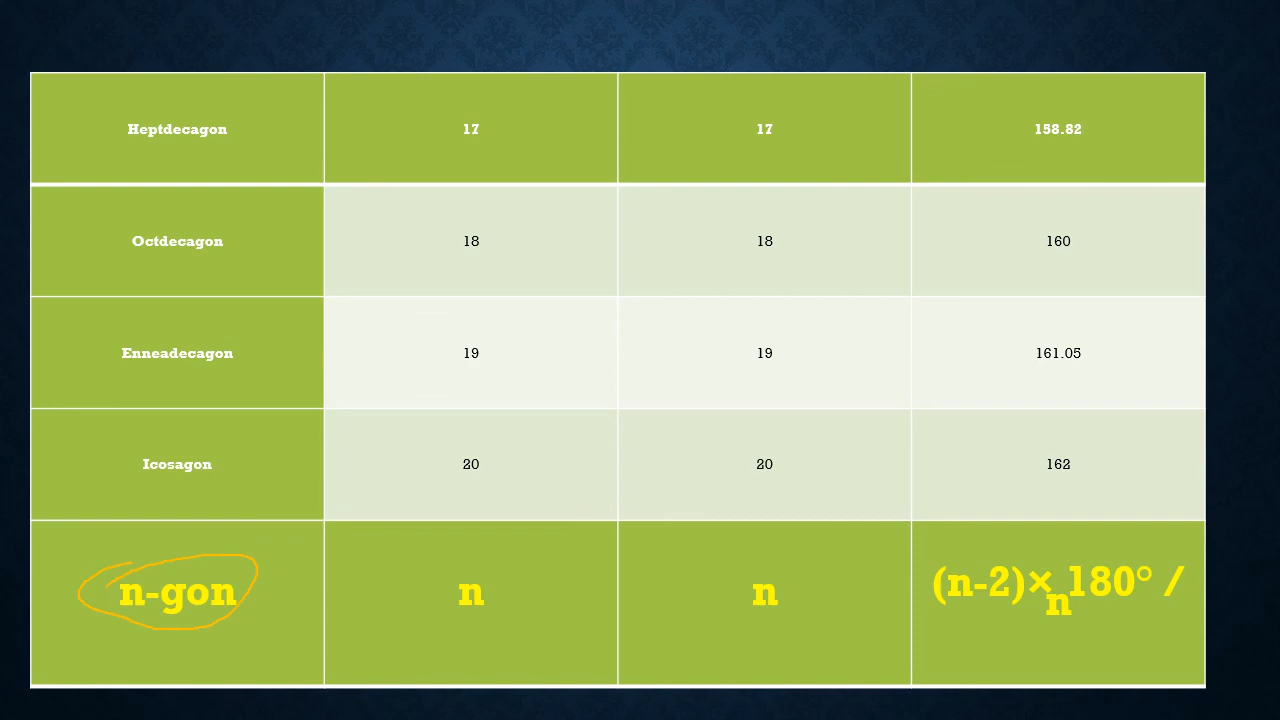 Heptdecagon 17 17 158.82
Octdecagon 18 18 160
Enneadecagon 19 19 161.05
Icosagon 20 20 162
n-gon n n (n-2)× 180° /
n